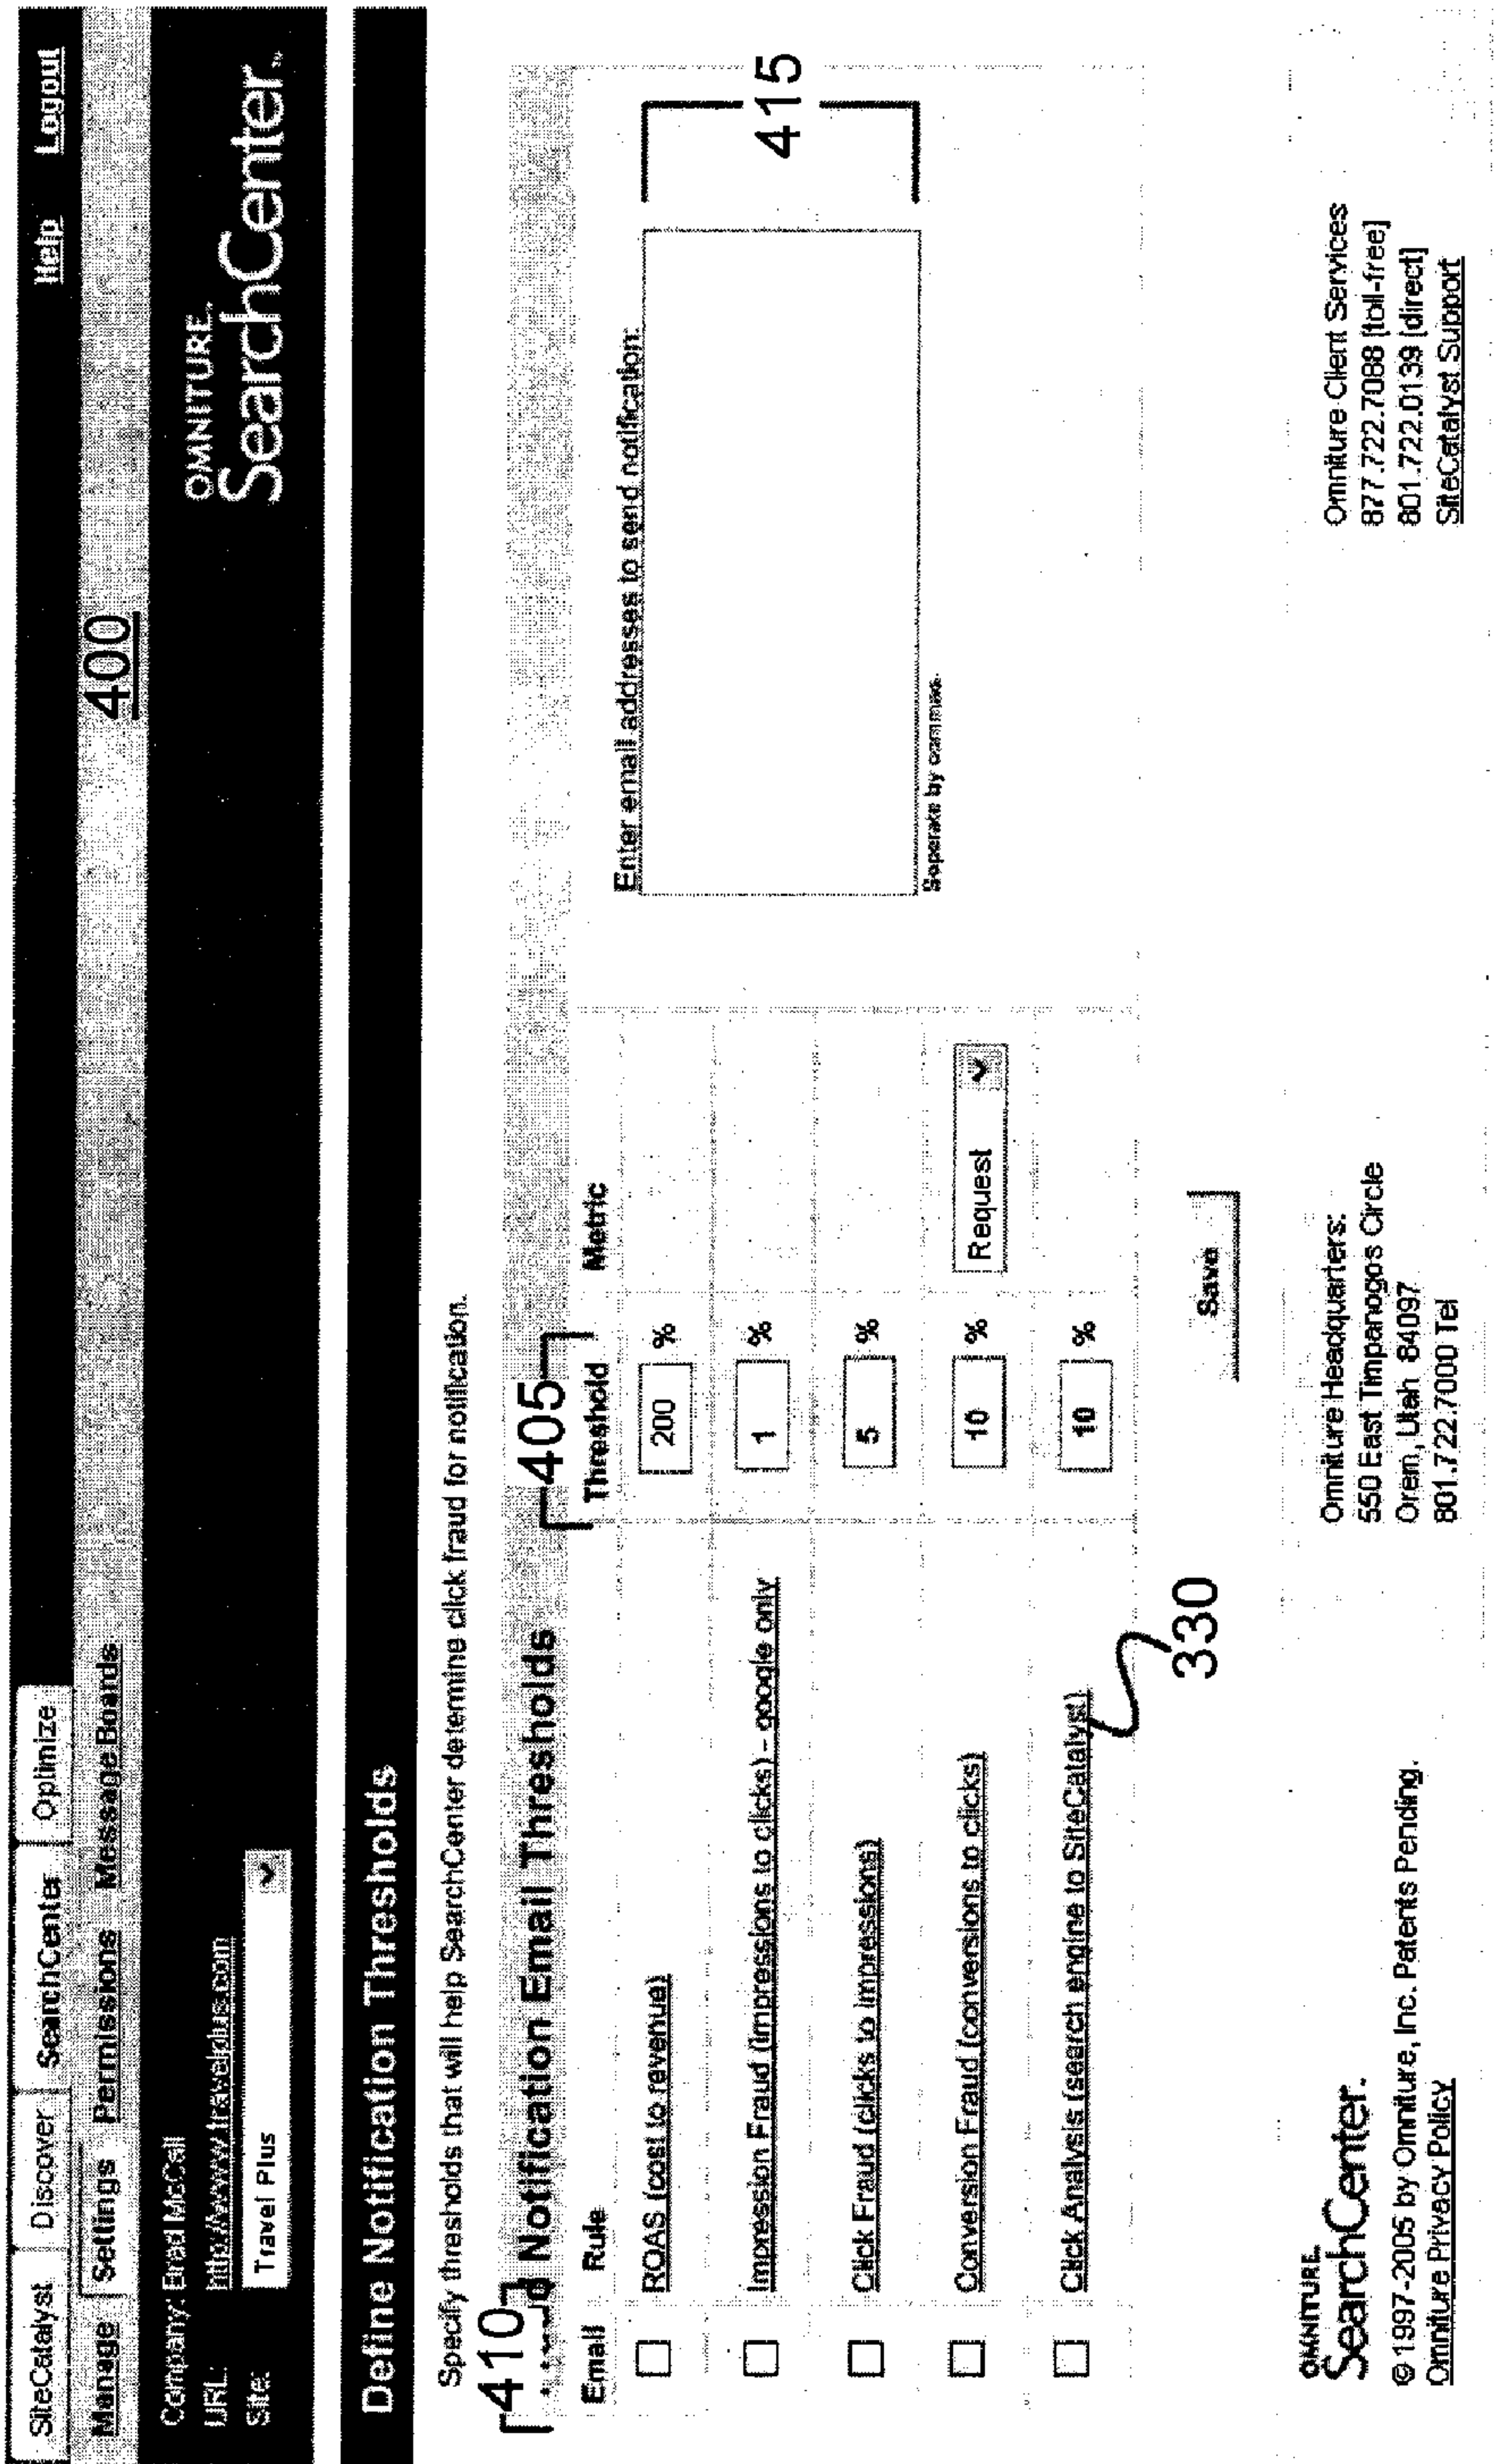 SiteCatalyst Discover SearchCenter Optimize Help Logout
Manage Settings Permissions Message Boards
400
Company: Brad McCall
URL: http://www.travelplus.com
Site: Travel Plus
OMNITURE.
SearchCenter.
Define Notification Thresholds
Specify thresholds that will help SearchCenter determine click fraud for notification.
410
405
Notification Email Thresholds
Email Rule Threshold Metric
ROAS (cost to revenue) 200 %
Impression Fraud (impressions to clicks) - google only 1 %
Click Fraud (clicks to impressions) 5 %
Conversion Fraud (conversions to clicks) 10 % Request
Click Analysis (search engine to SiteCatalyst) 10 %
330
Enter email addresses to send notification:
415
Seperate by commas.
Save
OMNITURE.
SearchCenter.
© 1997-2005 by Omniture, Inc. Patents Pending.
Omniture Privacy Policy
Omniture Headquarters:
550 East Timpanogos Circle
Orem, Utah 84097
801.722.7000 Tel
Omniture Client Services
877.722.7088 [toll-free]
801.722.0139 [direct]
SiteCatalyst Support